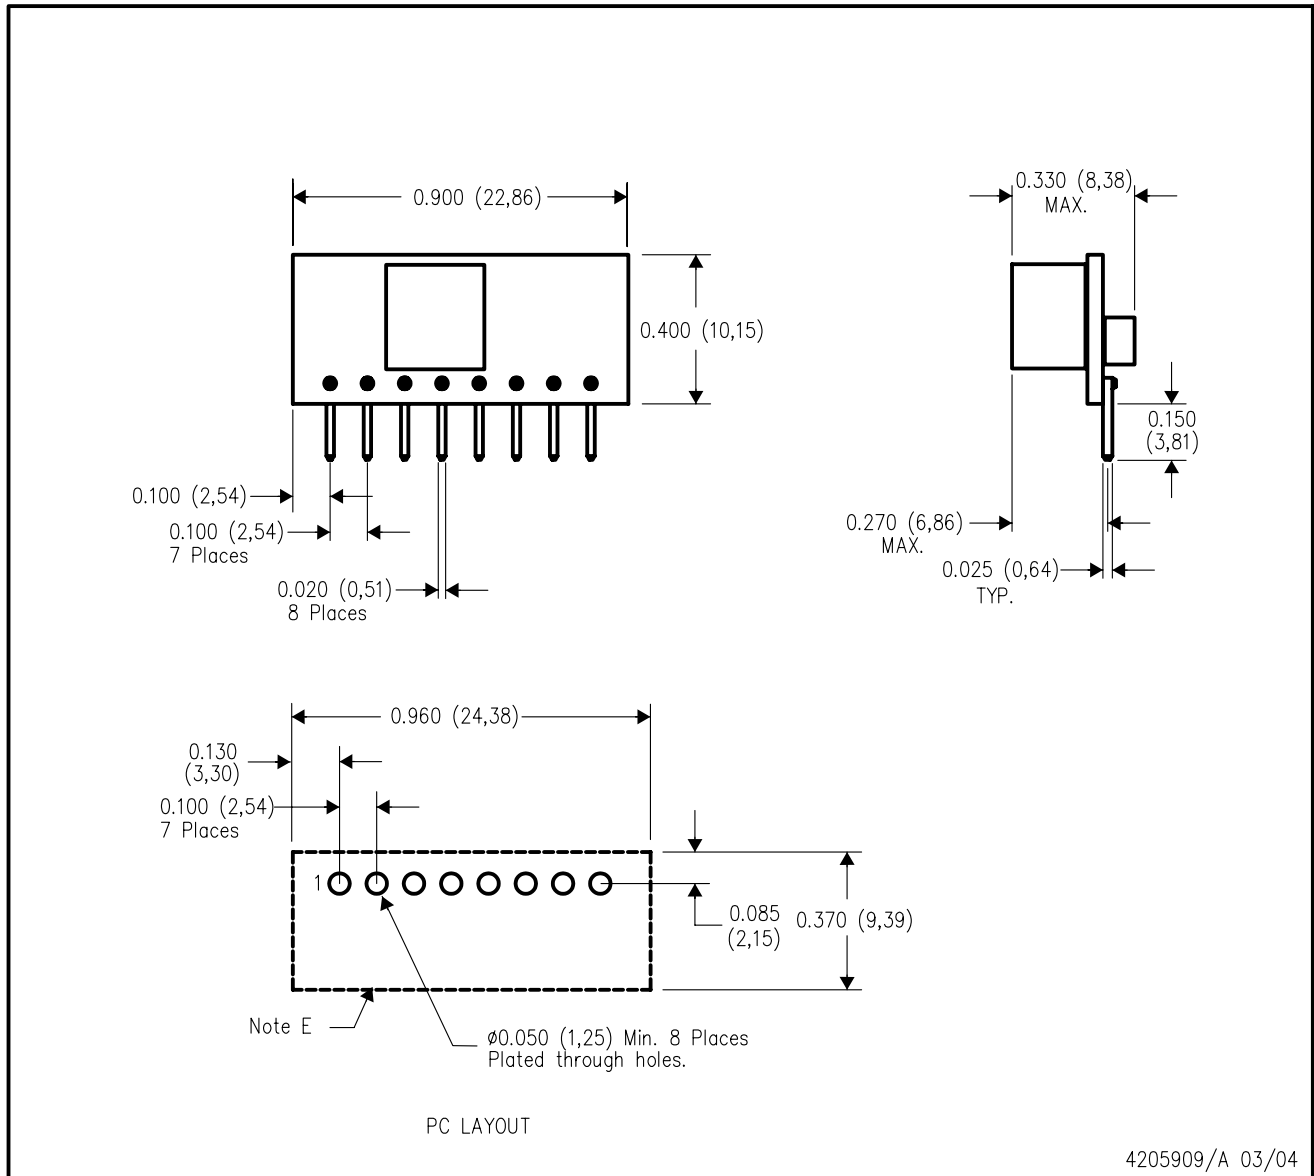 0.900 (22,86)
0.330 (8,38)
MAX.
0.400 (10,15)
0.150
(3,81)
0.100 (2,54)
0.100 (2,54)
7 Places
0.020 (0,51)
8 Places
0.270 (6,86)
MAX.
0.025 (0,64)
TYP.
0.960 (24,38)
0.130
(3,30)
0.100 (2,54)
7 Places
1
0.085
(2,15)
0.370 (9,39)
Note E
ø0.050 (1,25) Min. 8 Places
Plated through holes.
PC LAYOUT
4205909/A 03/04